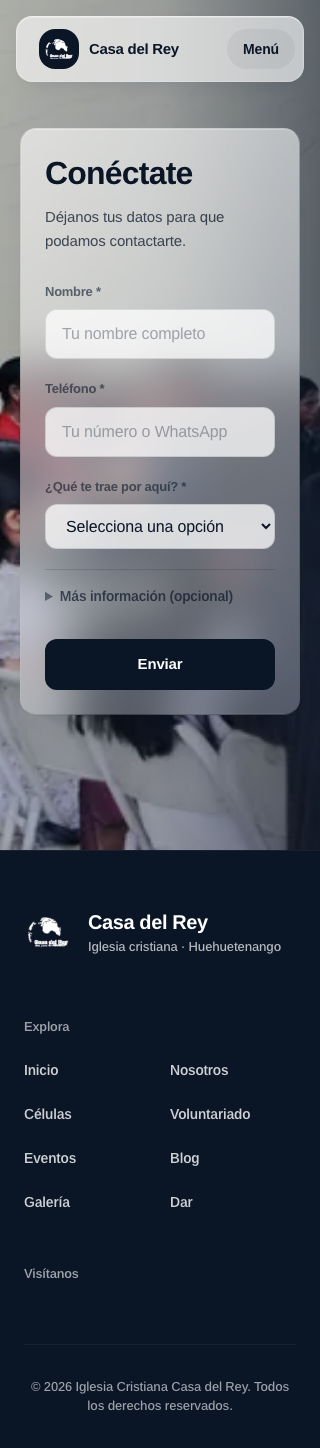 Casa del Rey
Menú
Conéctate
Déjanos tus datos para que
podamos contactarte.
Nombre *
Tu nombre completo
Teléfono *
Tu número o WhatsApp
¿Qué te trae por aquí? *
Selecciona una opción
Más información (opcional)
Enviar
Casa del Rey
Iglesia cristiana · Huehuetenango
Explora
Inicio
Nosotros
Células
Voluntariado
Eventos
Blog
Galería
Dar
Visítanos
© 2026 Iglesia Cristiana Casa del Rey. Todos
los derechos reservados.